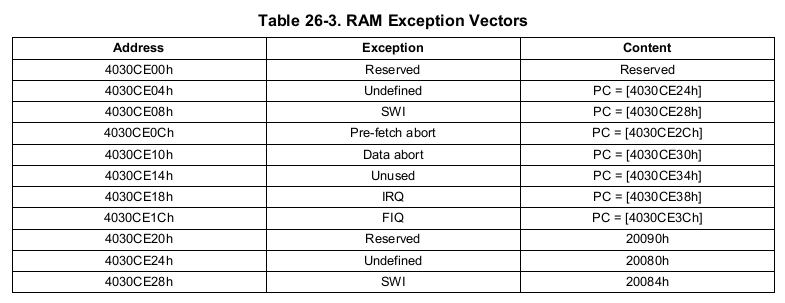 Table 26-3. RAM Exception Vectors
Address Exception Content
4030CE00h Reserved Reserved
4030CE04h Undefined PC = [4030CE24h]
4030CE08h SWI PC = [4030CE28h]
4030CE0Ch Pre-fetch abort PC = [4030CE2Ch]
4030CE10h Data abort PC = [4030CE30h]
4030CE14h Unused PC = [4030CE34h]
4030CE18h IRQ PC = [4030CE38h]
4030CE1Ch FIQ PC = [4030CE3Ch]
4030CE20h Reserved 20090h
4030CE24h Undefined 20080h
4030CE28h SWI 20084h